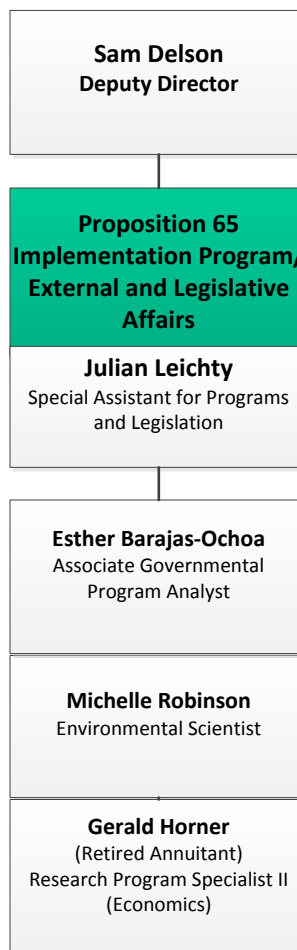 Sam Delson
Deputy Director
Proposition 65
Implementation Program/
External and Legislative
Affairs
Julian Leichty
Special Assistant for Programs
and Legislation
Esther Barajas-Ochoa
Associate Governmental
Program Analyst
Michelle Robinson
Environmental Scientist
Gerald Horner
(Retired Annuitant)
Research Program Specialist II
(Economics)